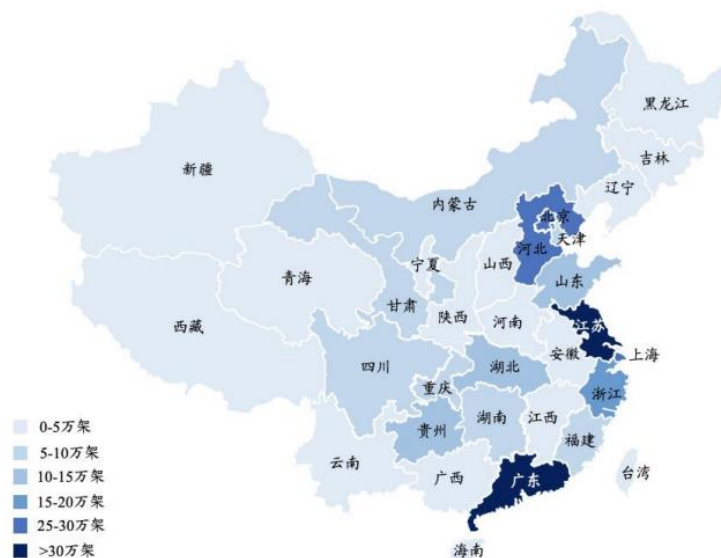 黑龙江
吉林
辽宁
新疆
内蒙古
北京
天津
河北
宁夏
山西
山东
青海
甘肃
陕西
河南
江苏
西藏
安徽
上海
四川
湖北
重庆
浙江
湖南
江西
贵州
福建
云南
广西
广东
台湾
海南
0-5万架
5-10万架
10-15万架
15-20万架
25-30万架
>30万架